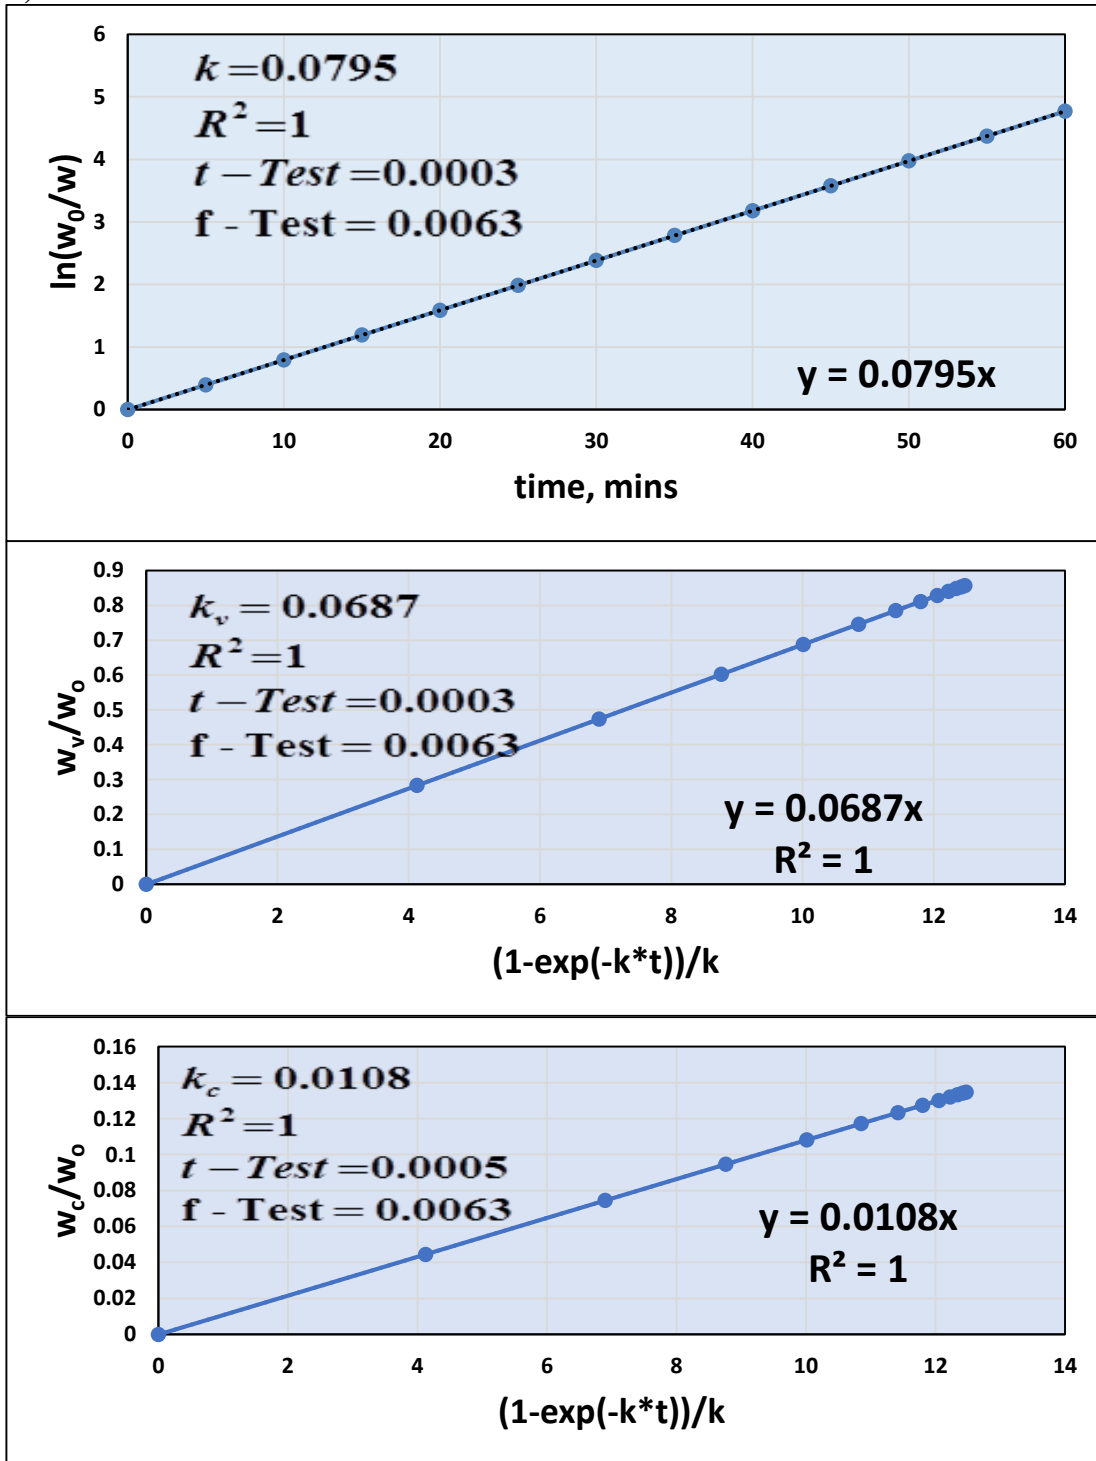 6
5
4
3
2
1
0
ln(w₀/w)
k = 0.0795
R² = 1
t − Test = 0.0003
f - Test = 0.0063
y = 0.0795x
0 10 20 30 40 50 60
time, mins
0.9
0.8
0.7
0.6
0.5
0.4
0.3
0.2
0.1
0
wᵥ/wₒ
kᵥ = 0.0687
R² = 1
t − Test = 0.0003
f - Test = 0.0063
y = 0.0687x
R² = 1
0 2 4 6 8 10 12 14
(1-exp(-k*t))/k
0.16
0.14
0.12
0.1
0.08
0.06
0.04
0.02
0
w_c/wₒ
k_c = 0.0108
R² = 1
t − Test = 0.0005
f - Test = 0.0063
y = 0.0108x
R² = 1
0 2 4 6 8 10 12 14
(1-exp(-k*t))/k